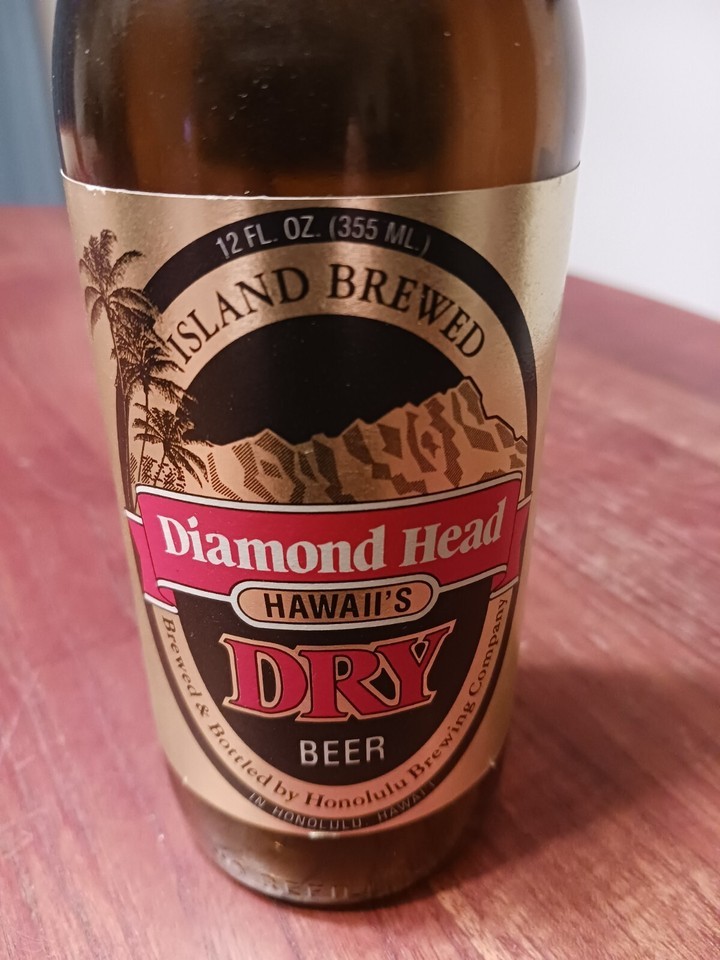 12 FL. OZ. (355 ML.)
ISLAND BREWED
Diamond Head
HAWAII'S
DRY
BEER
Brewed & Bottled by Honolulu Brewing Company
IN HONOLULU, HAWAII